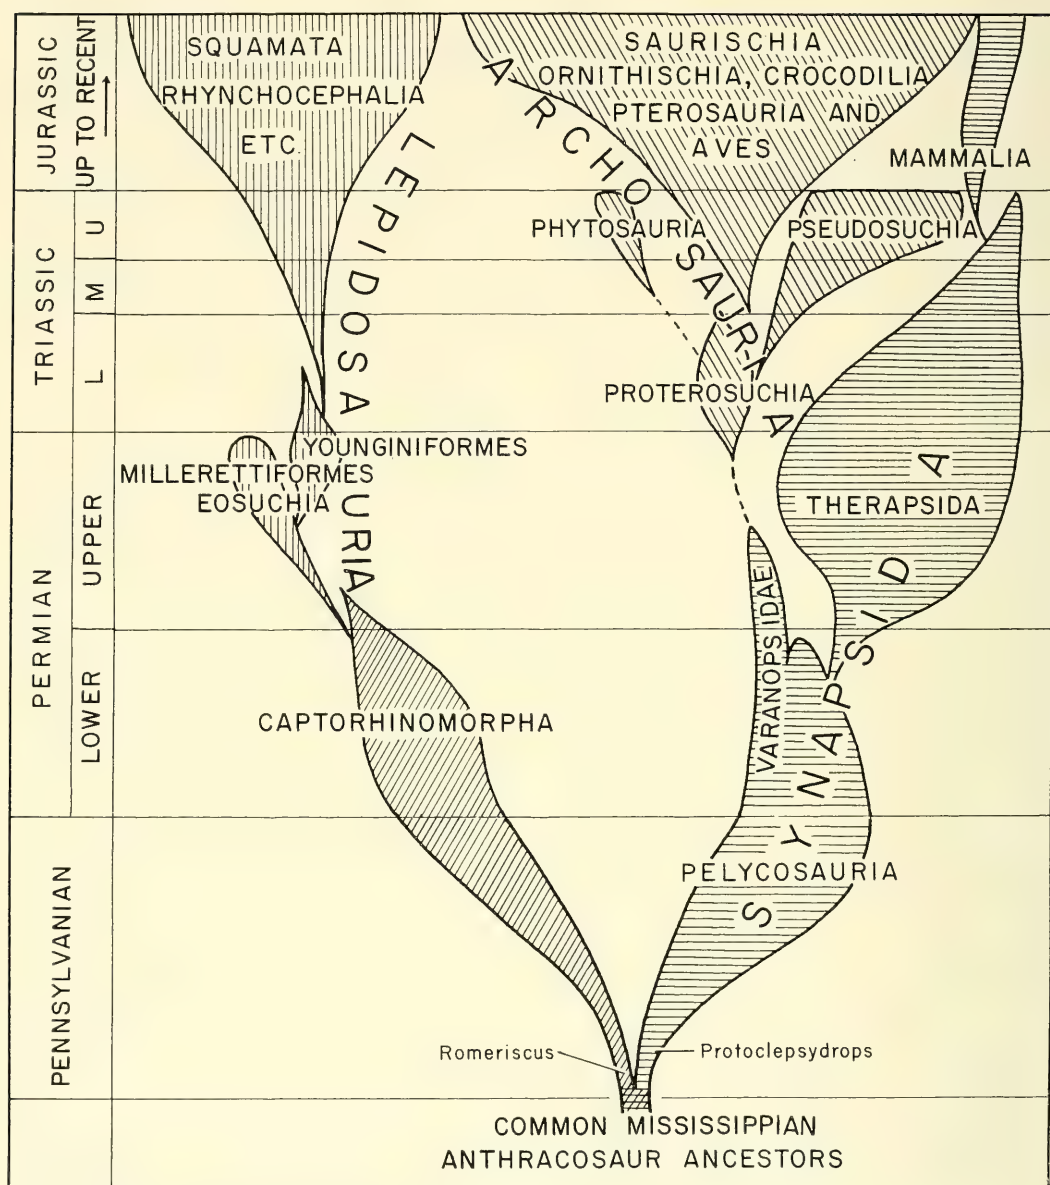 JURASSIC
UP TO RECENT
TRIASSIC
U
M
L
PERMIAN
UPPER
LOWER
PENNSYLVANIAN
SQUAMATA
RHYNCHOCEPHALIA
ETC.
LEPIDOSAURIA
ARCHOSAURIA
SAURISCHIA
ORNITHISCHIA, CROCODILIA
PTEROSAURIA AND
AVES
MAMMALIA
PHYTOSAURIA
PSEUDOSUCHIA
PROTEROSUCHIA
YOUNGINIFORMES
MILLERETTIFORMES
EOSUCHIA
THERAPSIDA
SYNAPSIDA
VARANOPSIDAE
CAPTORHINOMORPHA
PELYCOSAURIA
Romeriscus
Protoclepsydrops
COMMON MISSISSIPPIAN
ANTHRACOSAUR ANCESTORS